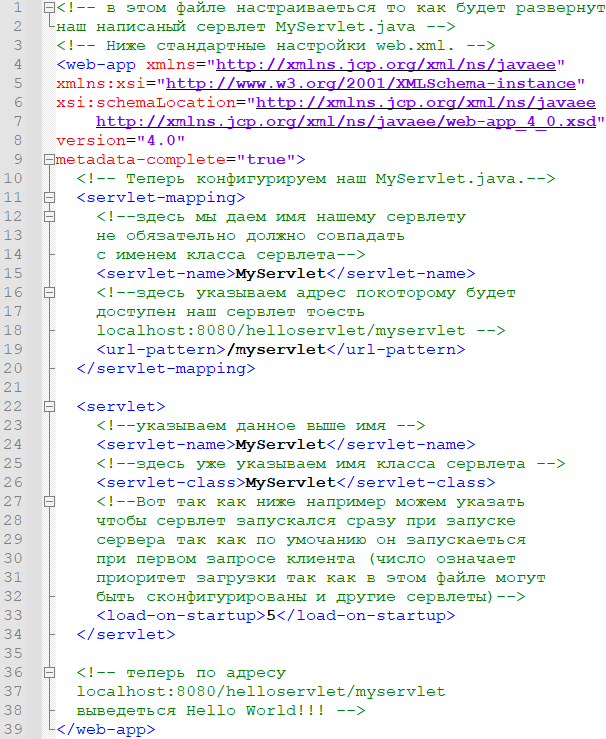 1 <!-- в этом файле настраиваеться то как будет развернут
2 наш написаный сервлет MyServlet.java -->
3 <!-- Ниже стандартные настройки web.xml. -->
4 <web-app xmlns="http://xmlns.jcp.org/xml/ns/javaee"
5 xmlns:xsi="http://www.w3.org/2001/XMLSchema-instance"
6 xsi:schemaLocation="http://xmlns.jcp.org/xml/ns/javaee
7 http://xmlns.jcp.org/xml/ns/javaee/web-app_4_0.xsd"
8 version="4.0"
9 metadata-complete="true">
10 <!-- Теперь конфигурируем наш MyServlet.java.-->
11 <servlet-mapping>
12 <!--здесь мы даем имя нашему сервлету
13 не обязательно должно совпадать
14 с именем класса сервлета-->
15 <servlet-name>MyServlet</servlet-name>
16 <!--здесь указываем адрес покоторому будет
17 доступен наш сервлет тоесть
18 localhost:8080/helloservlet/myservlet -->
19 <url-pattern>/myservlet</url-pattern>
20 </servlet-mapping>
21
22 <servlet>
23 <!--указываем данное выше имя -->
24 <servlet-name>MyServlet</servlet-name>
25 <!--здесь уже указываем имя класса сервлета -->
26 <servlet-class>MyServlet</servlet-class>
27 <!--Вот так как ниже например можем указать
28 чтобы сервлет запускался сразу при запуске
29 сервера так как по умочанию он запускаеться
30 при первом запросе клиента (число означает
31 приоритет загрузки так как в этом файле могут
32 быть сконфигурированы и другие сервлеты)-->
33 <load-on-startup>5</load-on-startup>
34 </servlet>
35
36 <!-- теперь по адресу
37 localhost:8080/helloservlet/myservlet
38 выведеться Hello World!!! -->
39 </web-app>